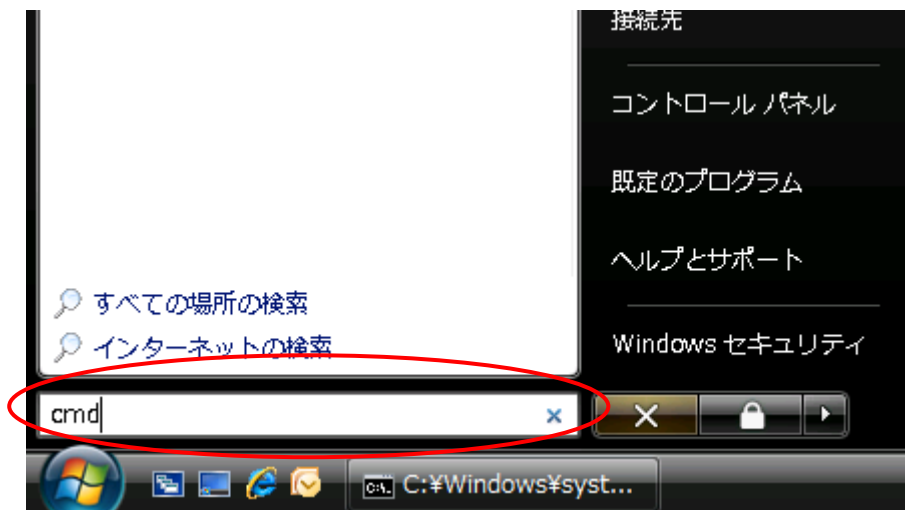 接続先
コントロール パネル
既定のプログラム
ヘルプとサポート
すべての場所の検索
インターネットの検索
Windows セキュリティ
cmd
C:¥Windows¥syst...